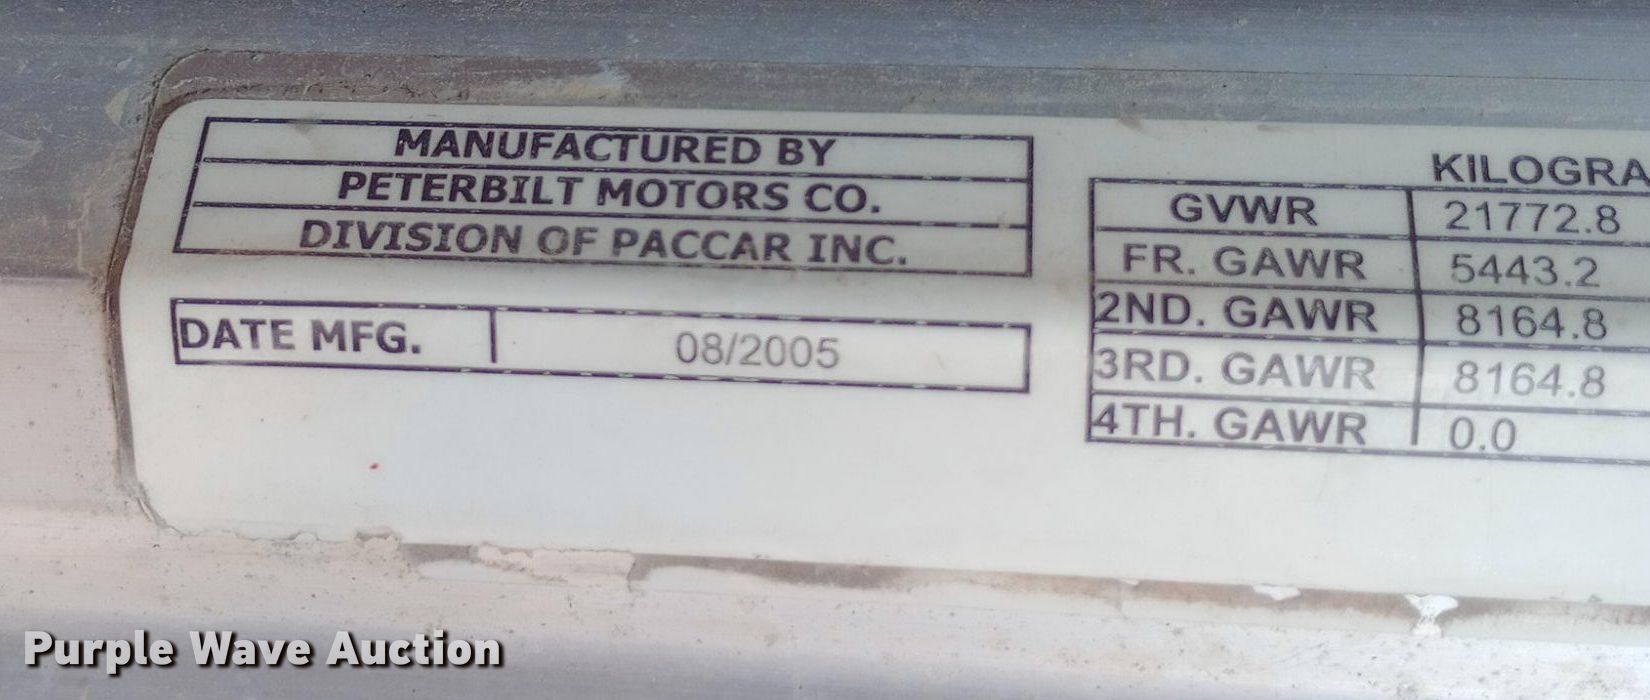 MANUFACTURED BY
PETERBILT MOTORS CO.
DIVISION OF PACCAR INC.
DATE MFG. 08/2005
KILOGRA
GVWR 21772.8
FR. GAWR 5443.2
2ND. GAWR 8164.8
3RD. GAWR 8164.8
4TH. GAWR 0.0
Purple Wave Auction